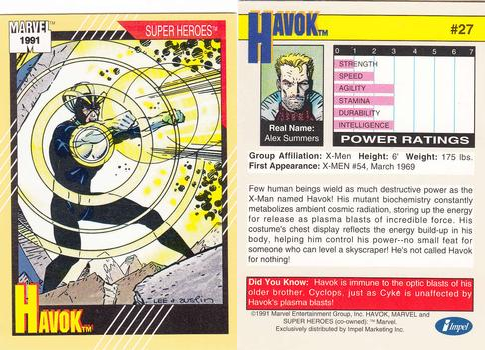 MARVEL
1991
SUPER HEROES™
LEE + AUSTIN
HAVOK™
HAVOK™
#27
0 1 2 3 4 5 6 7
STRENGTH
SPEED
AGILITY
STAMINA
DURABILITY
INTELLIGENCE
Real Name:
Alex Summers
POWER RATINGS
Group Affiliation: X-Men Height: 6' Weight: 175 lbs.
First Appearance: X-MEN #54, March 1969
Few human beings wield as much destructive power as the
X-Man named Havok! His mutant biochemistry constantly
metabolizes ambient cosmic radiation, storing up the energy
for release as plasma blasts of incredible force. His
costume's chest display reflects the energy build-up in his
body, helping him control his power--no small feat for
someone who can level a skyscraper! He's not called Havok
for nothing!
Did You Know: Havok is immune to the optic blasts of his
older brother, Cyclops, just as Cyke is unaffected by
Havok's plasma blasts!
©1991 Marvel Entertainment Group, Inc. HAVOK, MARVEL and
SUPER HEROES (co-owned): ™ Marvel.
Exclusively distributed by Impel Marketing Inc.
Impel